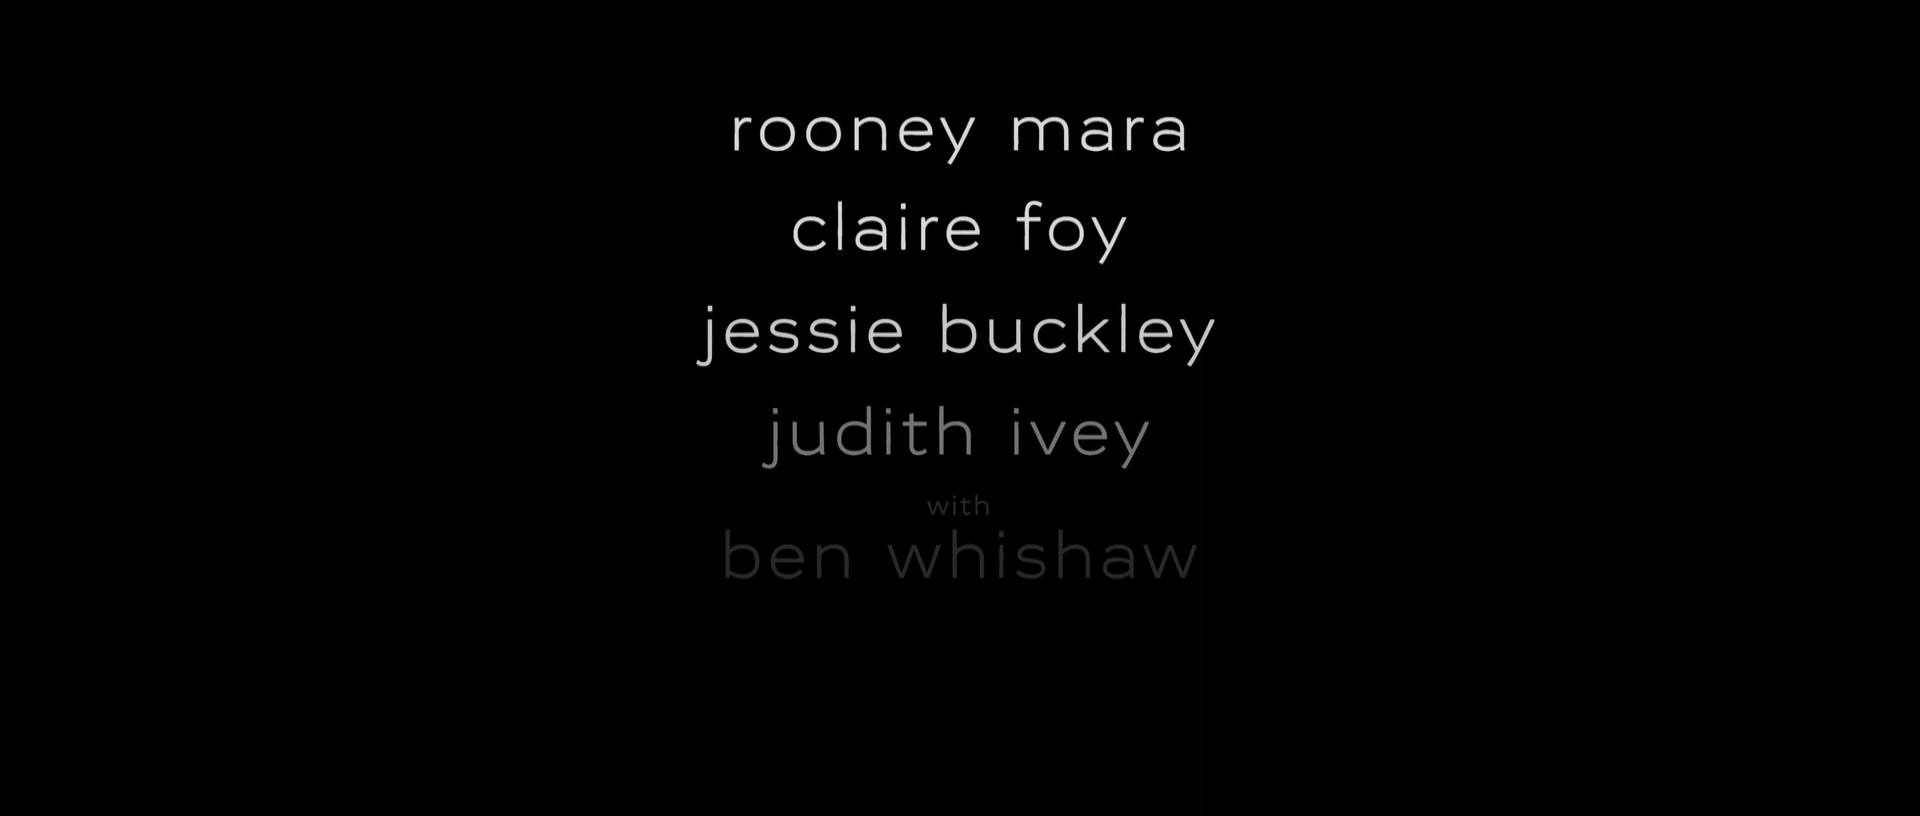 rooney mara
claire foy
jessie buckley
judith ivey
with
ben whishaw